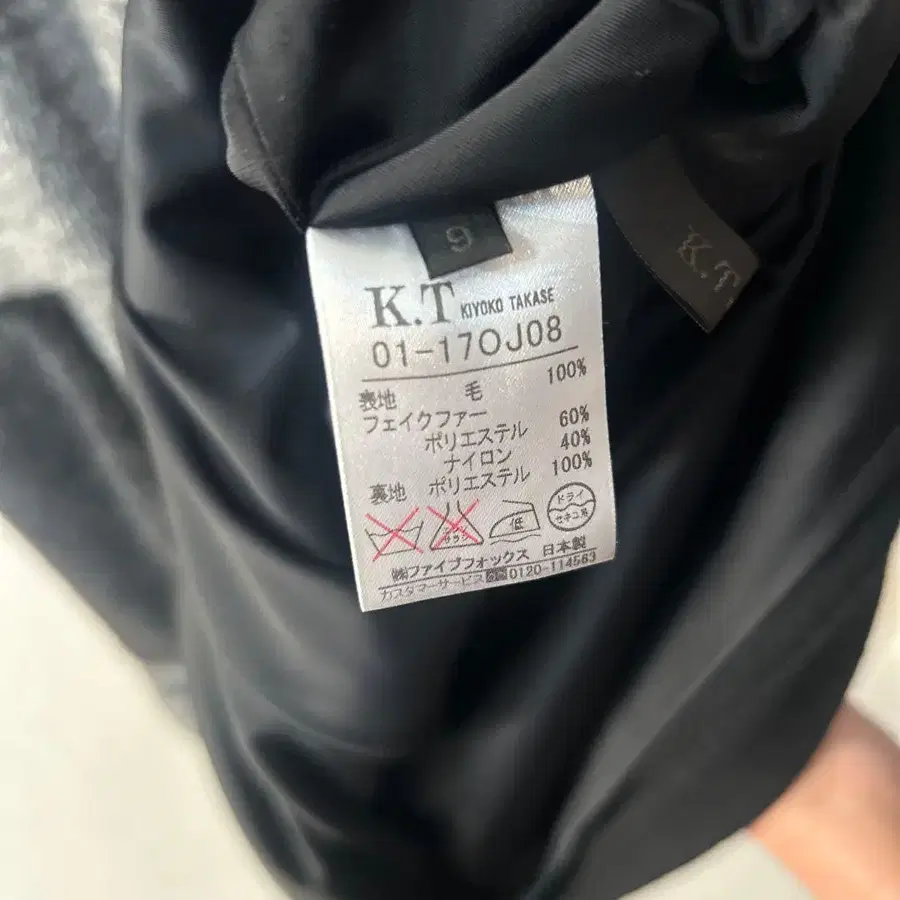 9
K.T
K.T KIYOKO TAKASE
01-170J08
表地 毛 100%
フェイクファー
ポリエステル 60%
ナイロン 40%
裏地 ポリエステル 100%
低
ドライ
セキユ系
㈱ファイブフォックス 日本製
カスタマーサービス 0120-114563